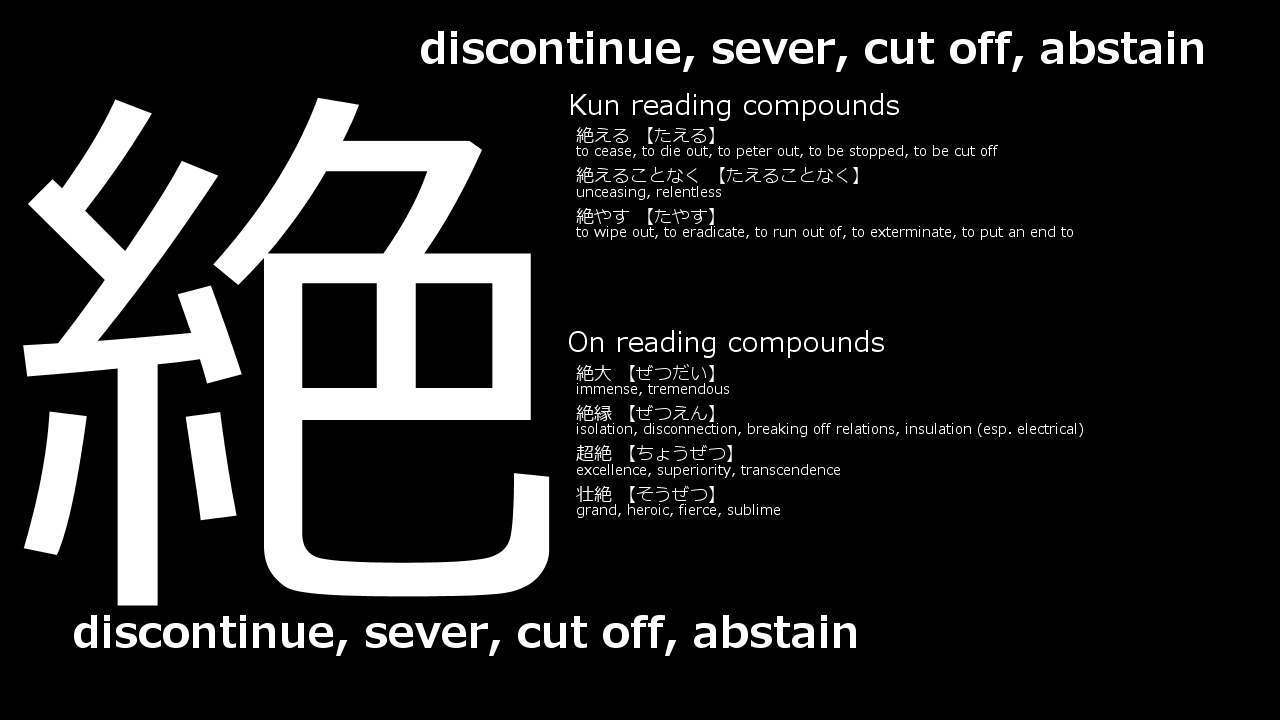 discontinue, sever, cut off, abstain
絶
Kun reading compounds
絶える 【たえる】
to cease, to die out, to peter out, to be stopped, to be cut off
絶えることなく 【たえることなく】
unceasing, relentless
絶やす 【たやす】
to wipe out, to eradicate, to run out of, to exterminate, to put an end to
On reading compounds
絶大 【ぜつだい】
immense, tremendous
絶縁 【ぜつえん】
isolation, disconnection, breaking off relations, insulation (esp. electrical)
超絶 【ちょうぜつ】
excellence, superiority, transcendence
壮絶 【そうぜつ】
grand, heroic, fierce, sublime
discontinue, sever, cut off, abstain